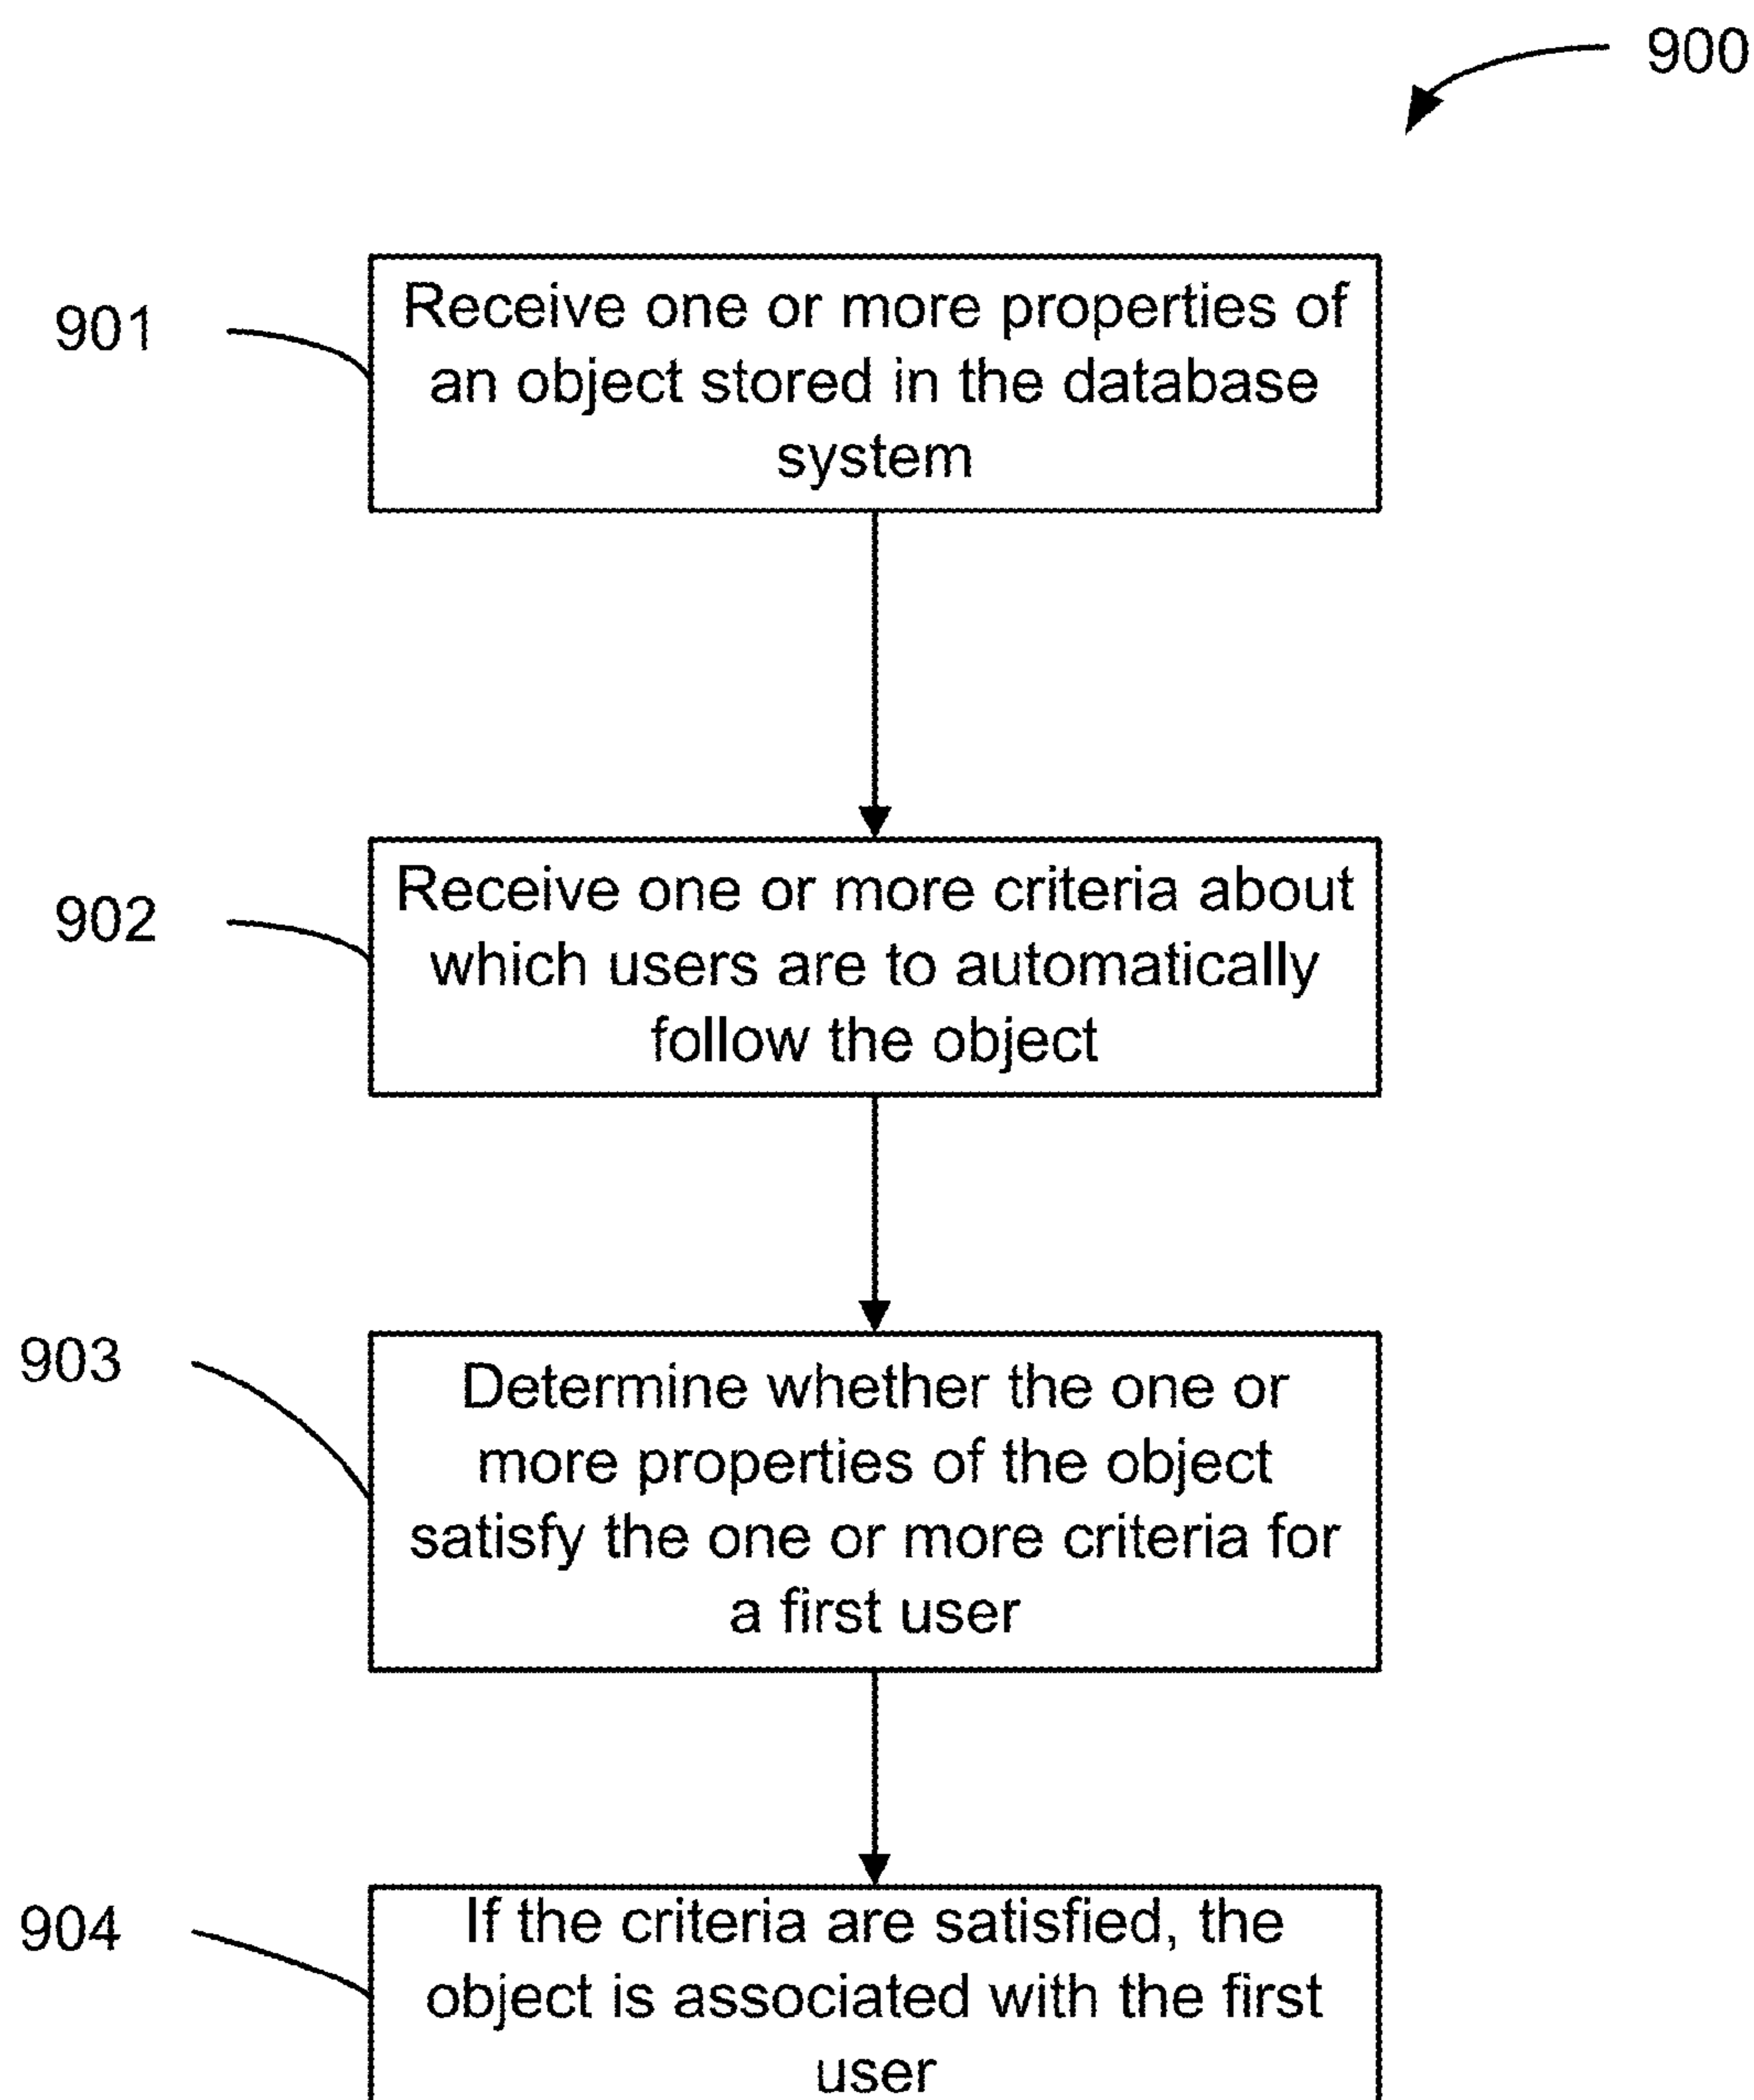 900
901
Receive one or more properties of
an object stored in the database
system
902
Receive one or more criteria about
which users are to automatically
follow the object
903
Determine whether the one or
more properties of the object
satisfy the one or more criteria for
a first user
904
If the criteria are satisfied, the
object is associated with the first
user